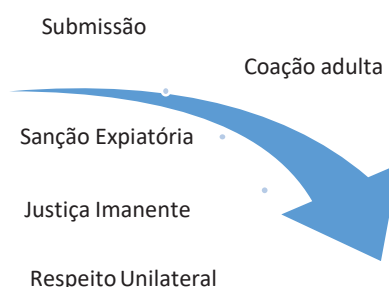 Submissão
Coação adulta
Sanção Expiatória
Justiça Imanente
Respeito Unilateral